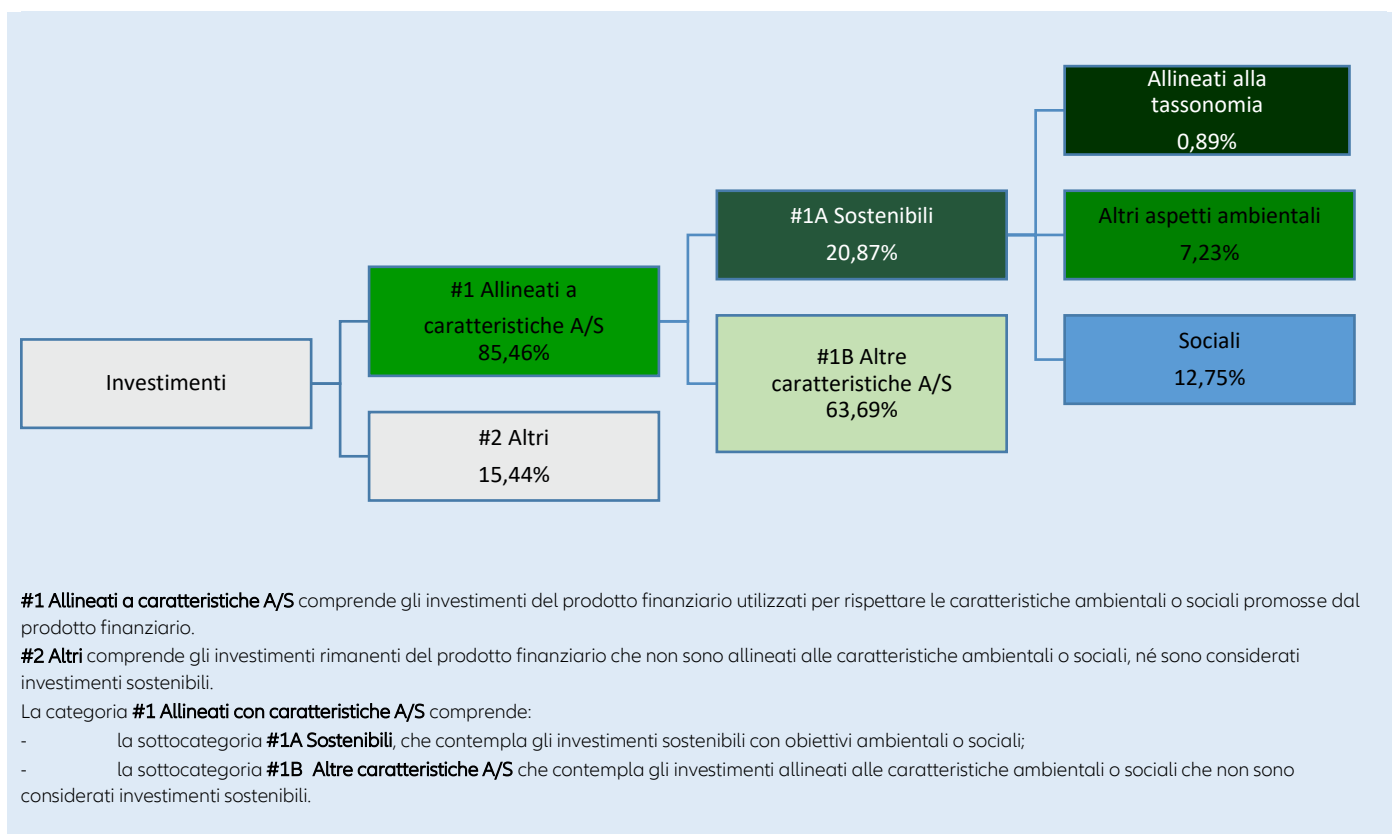 Allineati alla
tassonomia
0,89%
#1A Sostenibili
20,87%
Altri aspetti ambientali
7,23%
#1 Allineati a
caratteristiche A/S
85,46%
Investimenti
#1B Altre
caratteristiche A/S
63,69%
Sociali
12,75%
#2 Altri
15,44%
#1 Allineati a caratteristiche A/S comprende gli investimenti del prodotto finanziario utilizzati per rispettare le caratteristiche ambientali o sociali promosse dal
prodotto finanziario.
#2 Altri comprende gli investimenti rimanenti del prodotto finanziario che non sono allineati alle caratteristiche ambientali o sociali, né sono considerati
investimenti sostenibili.
La categoria #1 Allineati con caratteristiche A/S comprende:
- la sottocategoria #1A Sostenibili, che contempla gli investimenti sostenibili con obiettivi ambientali o sociali;
- la sottocategoria #1B Altre caratteristiche A/S che contempla gli investimenti allineati alle caratteristiche ambientali o sociali che non sono
considerati investimenti sostenibili.